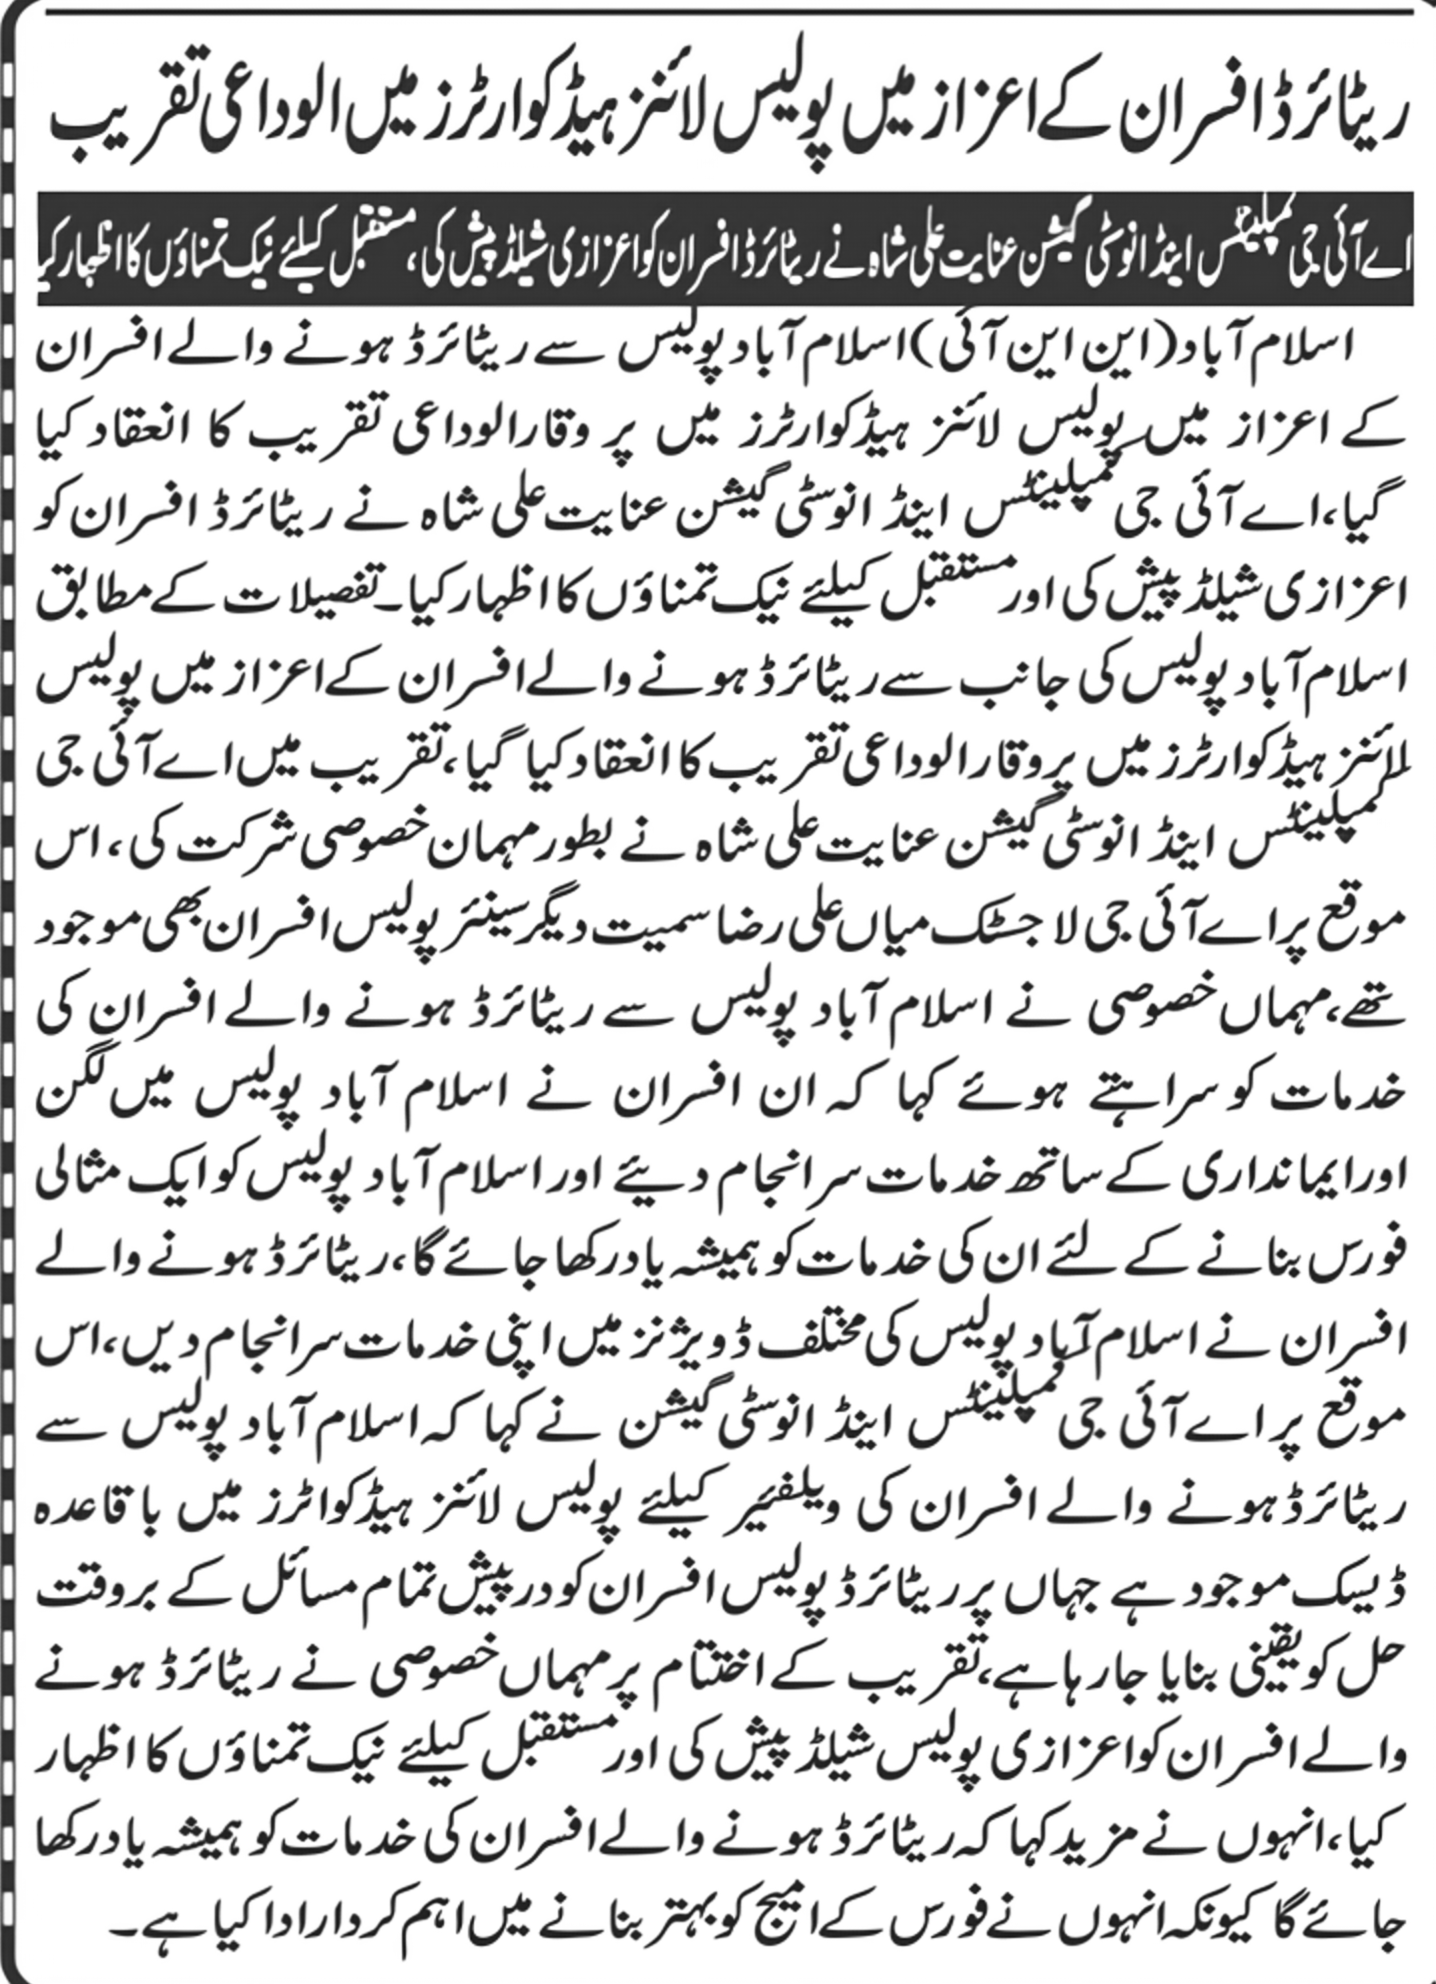 ریٹائرڈ افسران کے اعزاز میں پولیس لائنز ہیڈکوارٹرز میں الوداعی تقریب
اے آئی جی کمپلینٹس اینڈ انوسٹی گیشن عنایت علی شاہ نے ریٹائرڈ افسران کو اعزازی شیلڈ پیش کی، مستقبل کیلئے نیک تمناؤں کا اظہار کیا
اسلام آباد (این این آئی) اسلام آباد پولیس سے ریٹائرڈ ہونے والے افسران
کے اعزاز میں پولیس لائنز ہیڈکوارٹرز میں پر وقار الوداعی تقریب کا انعقاد کیا
گیا، اے آئی جی کمپلینٹس اینڈ انوسٹی گیشن عنایت علی شاہ نے ریٹائرڈ افسران کو
اعزازی شیلڈ پیش کی اور مستقبل کیلئے نیک تمناؤں کا اظہار کیا۔ تفصیلات کے مطابق
اسلام آباد پولیس کی جانب سے ریٹائرڈ ہونے والے افسران کے اعزاز میں پولیس
لائنز ہیڈکوارٹرز میں پروقار الوداعی تقریب کا انعقاد کیا گیا، تقریب میں اے آئی جی
کمپلینٹس اینڈ انوسٹی گیشن عنایت علی شاہ نے بطور مہمان خصوصی شرکت کی، اس
موقع پر اے آئی جی لاجسٹک میاں علی رضا سمیت دیگر سینئر پولیس افسران بھی موجود
تھے، مہماں خصوصی نے اسلام آباد پولیس سے ریٹائرڈ ہونے والے افسران کی
خدمات کو سراہتے ہوئے کہا کہ ان افسران نے اسلام آباد پولیس میں لگن
اور ایمانداری کے ساتھ خدمات سر انجام دیئے اور اسلام آباد پولیس کو ایک مثالی
فورس بنانے کے لئے ان کی خدمات کو ہمیشہ یاد رکھا جائے گا، ریٹائرڈ ہونے والے
افسران نے اسلام آباد پولیس کی مختلف ڈویژنز میں اپنی خدمات سر انجام دیں، اس
موقع پر اے آئی جی کمپلینٹس اینڈ انوسٹی گیشن نے کہا کہ اسلام آباد پولیس سے
ریٹائرڈ ہونے والے افسران کی ویلفئیر کیلئے پولیس لائنز ہیڈکواٹرز میں باقاعدہ
ڈیسک موجود ہے جہاں پر ریٹائرڈ پولیس افسران کو درپیش تمام مسائل کے بروقت
حل کو یقینی بنایا جا رہا ہے، تقریب کے اختتام پر مہماں خصوصی نے ریٹائرڈ ہونے
والے افسران کو اعزازی پولیس شیلڈ پیش کی اور مستقبل کیلئے نیک تمناؤں کا اظہار
کیا، انہوں نے مزید کہا کہ ریٹائرڈ ہونے والے افسران کی خدمات کو ہمیشہ یاد رکھا
جائے گا کیونکہ انہوں نے فورس کے امیج کو بہتر بنانے میں اہم کردار ادا کیا ہے۔